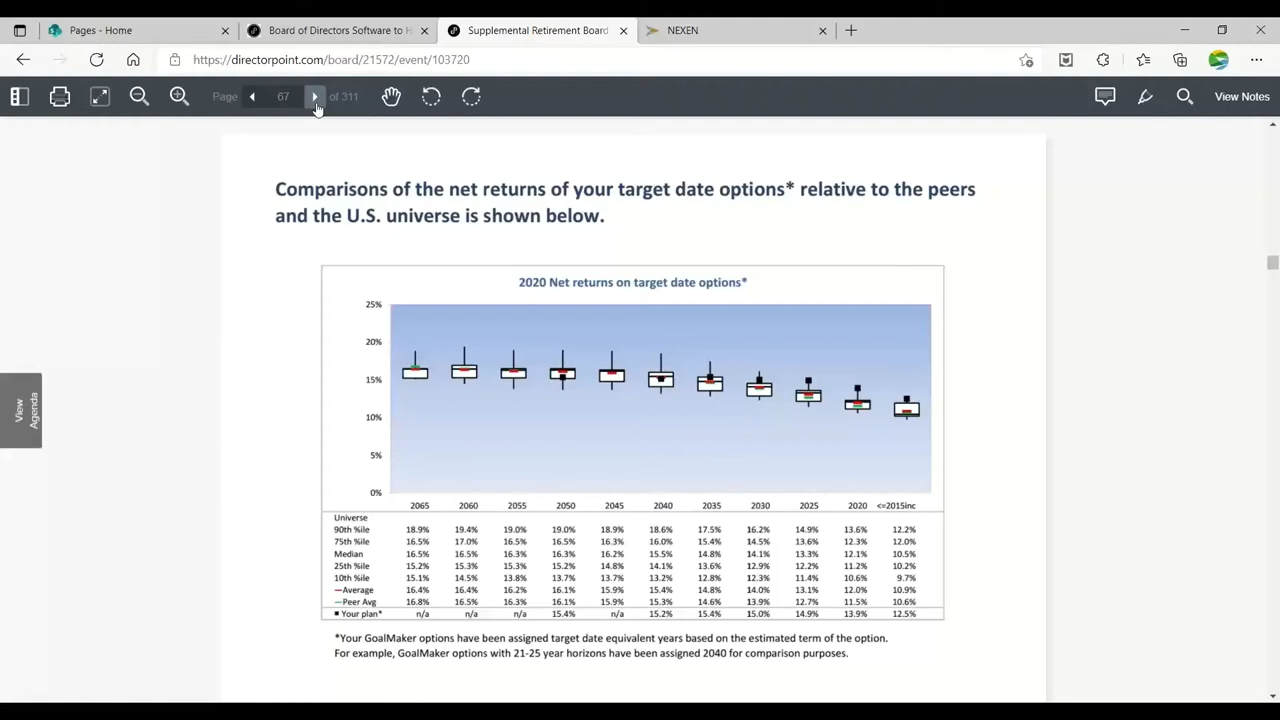 Pages - Home
Board of Directors Software to H
Supplemental Retirement Board
NEXEN
https://directorpoint.com/board/21572/event/103720
Page 67 of 311
View Notes
View Agenda
Comparisons of the net returns of your target date options* relative to the peers
and the U.S. universe is shown below.
2020 Net returns on target date options*
25%
20%
15%
10%
5%
0%
2065 2060 2055 2050 2045 2040 2035 2030 2025 2020 <=2015inc
Universe
90th %ile 18.9% 19.4% 19.0% 19.0% 18.9% 18.6% 17.5% 16.2% 14.9% 13.6% 12.2%
75th %ile 16.5% 17.0% 16.5% 16.5% 16.3% 16.0% 15.4% 14.5% 13.6% 12.3% 12.0%
Median 16.5% 16.5% 16.3% 16.3% 16.2% 15.5% 14.8% 14.1% 13.3% 12.1% 10.5%
25th %ile 15.2% 15.3% 15.3% 15.2% 14.8% 14.1% 13.6% 12.9% 12.2% 11.2% 10.2%
10th %ile 15.1% 14.5% 13.8% 13.7% 13.7% 13.2% 12.8% 12.3% 11.4% 10.6% 9.7%
Average 16.4% 16.4% 16.2% 16.1% 15.9% 15.4% 14.8% 14.0% 13.1% 12.0% 10.9%
Peer Avg 16.8% 16.5% 16.3% 16.1% 15.9% 15.3% 14.6% 13.9% 12.7% 11.5% 10.6%
Your plan* n/a n/a n/a 15.4% n/a 15.2% 15.4% 15.0% 14.9% 13.9% 12.5%
*Your GoalMaker options have been assigned target date equivalent years based on the estimated term of the option.
For example, GoalMaker options with 21-25 year horizons have been assigned 2040 for comparison purposes.